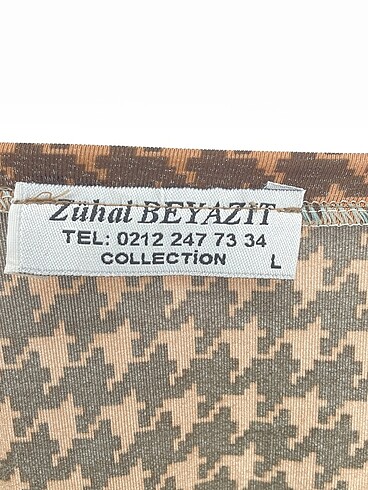 Zühal BEYAZIT
TEL: 0212 247 73 34
COLLECTİON
L